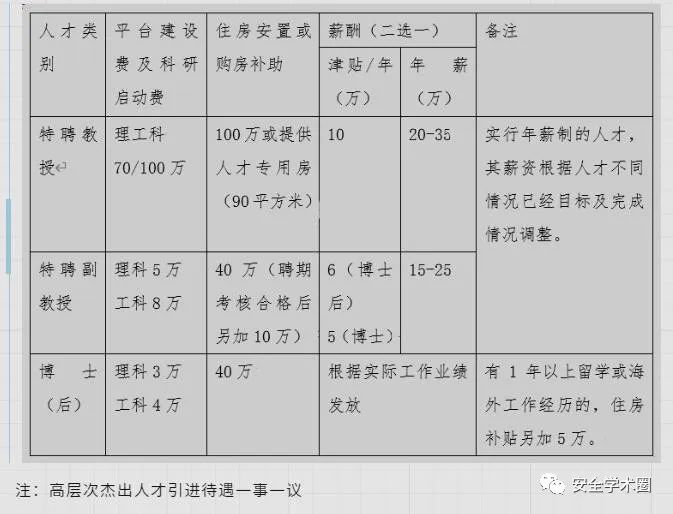 人才类别
平台建设费及科研启动费
住房安置或购房补助
薪酬（二选一）
津贴/年（万）
年薪（万）
备注
特聘教授
理工科
70/100万
100万或提供人才专用房（90平方米）
10
20-35
实行年薪制的人才，其薪资根据人才不同情况已经目标及完成情况调整。
特聘副教授
理科5万
工科8万
40万（聘期考核合格后另加10万）
6（博士后）
5（博士）
15-25
博士（后）
理科3万
工科4万
40万
根据实际工作业绩发放
有1年以上留学或海外工作经历的，住房补贴另加5万。
注：高层次杰出人才引进待遇一事一议
安全学术圈